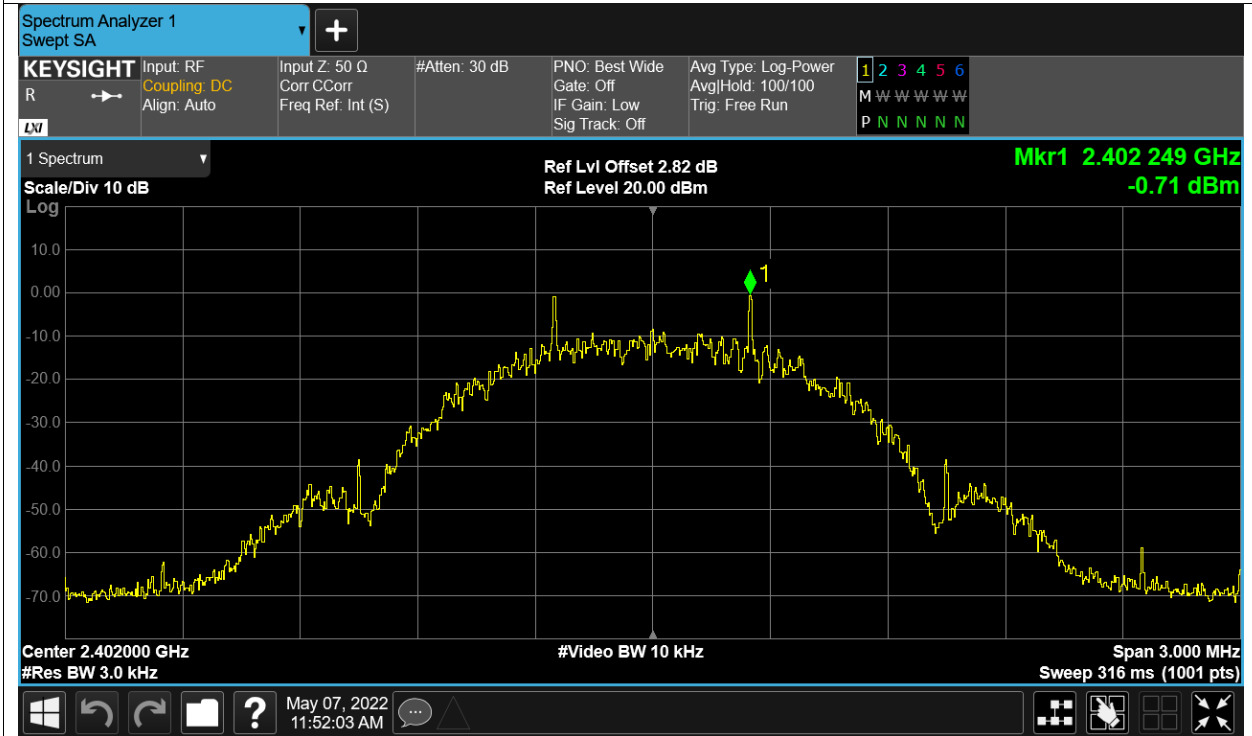 Spectrum Analyzer 1
Swept SA
KEYSIGHT
R
LXI
Input: RF
Coupling: DC
Align: Auto
Input Z: 50 Ω
Corr CCorr
Freq Ref: Int (S)
#Atten: 30 dB
PNO: Best Wide
Gate: Off
IF Gain: Low
Sig Track: Off
Avg Type: Log-Power
Avg|Hold: 100/100
Trig: Free Run
1 2 3 4 5 6
M W W W W W
P N N N N N
1 Spectrum
Scale/Div 10 dB
Log
Ref Lvl Offset 2.82 dB
Ref Level 20.00 dBm
Mkr1 2.402 249 GHz
-0.71 dBm
1
10.0
0.00
-10.0
-20.0
-30.0
-40.0
-50.0
-60.0
-70.0
Center 2.402000 GHz
#Res BW 3.0 kHz
#Video BW 10 kHz
Span 3.000 MHz
Sweep 316 ms (1001 pts)
?
May 07, 2022
11:52:03 AM